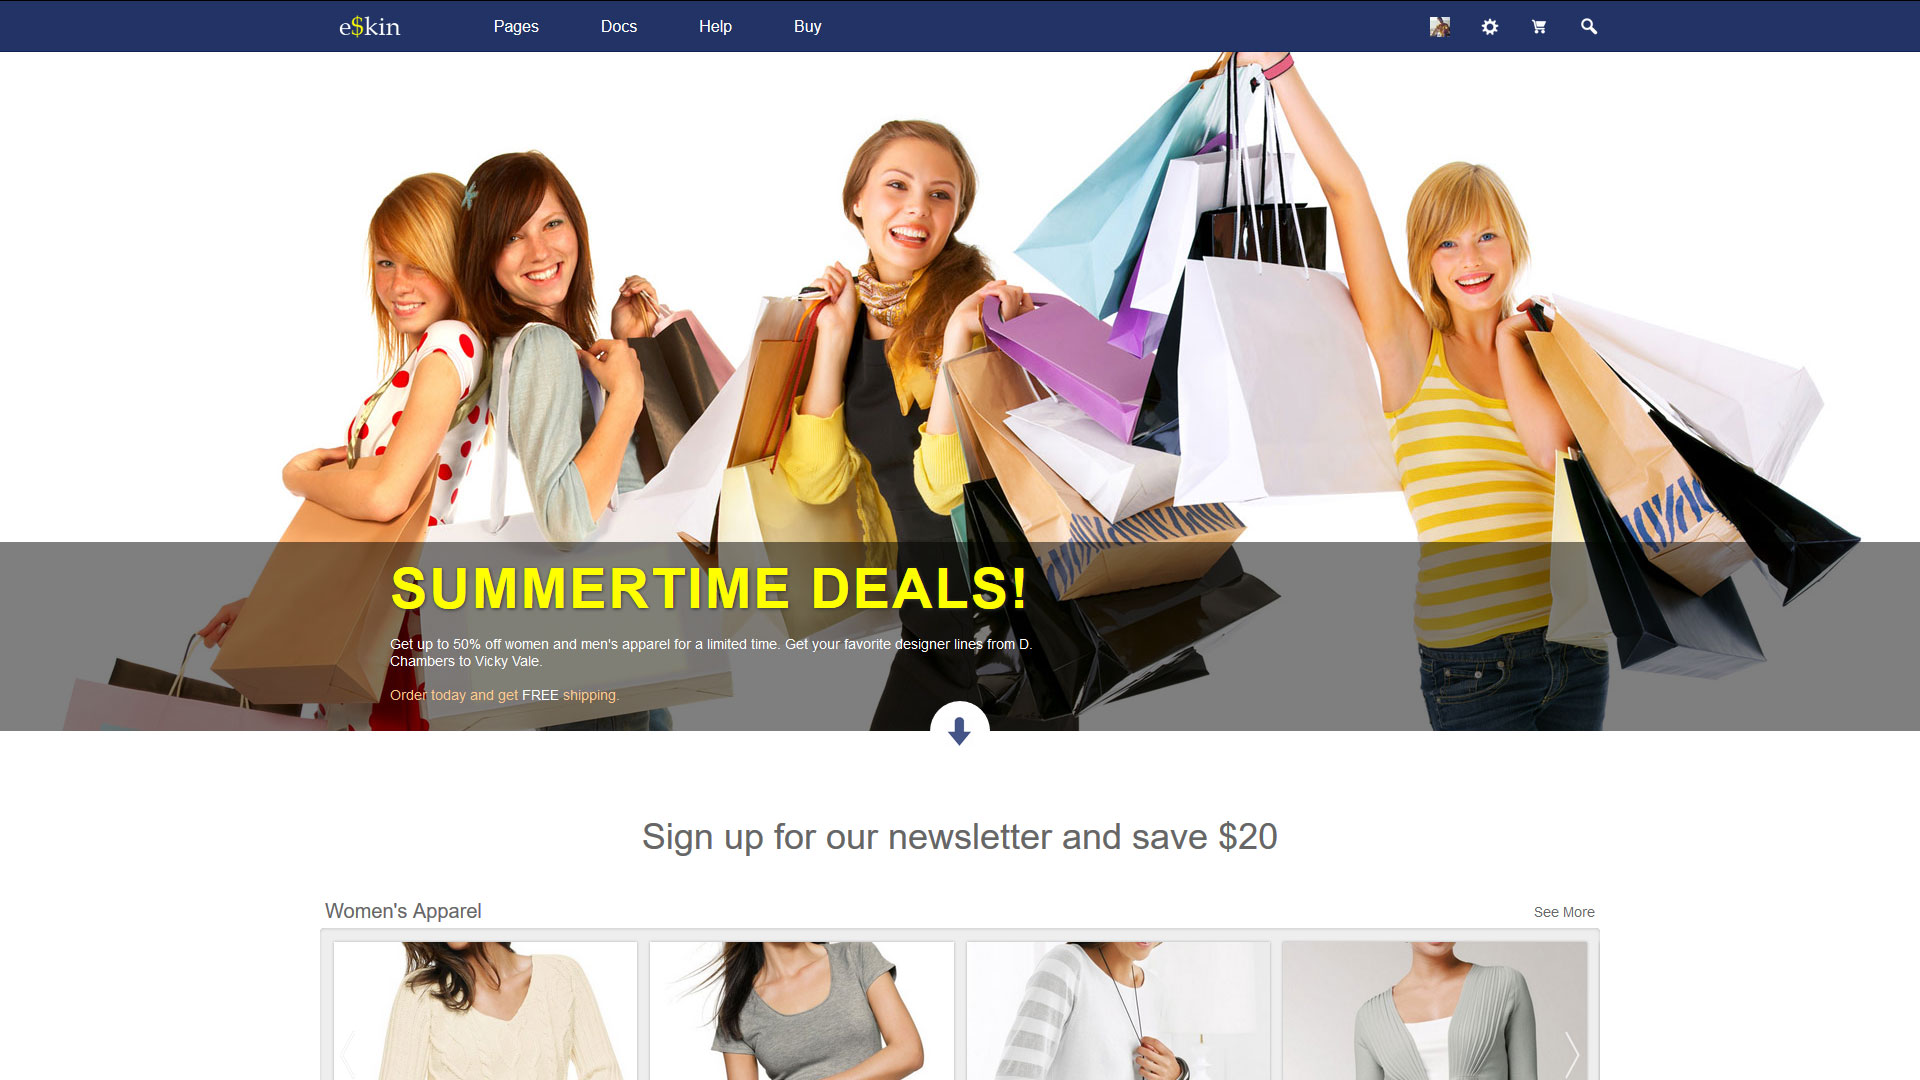 e$kin
Pages
Docs
Help
Buy
SUMMERTIME DEALS!
Get up to 50% off women and men's apparel for a limited time. Get your favorite designer lines from D.
Chambers to Vicky Vale.
Order today and get FREE shipping.
Sign up for our newsletter and save $20
Women's Apparel
See More